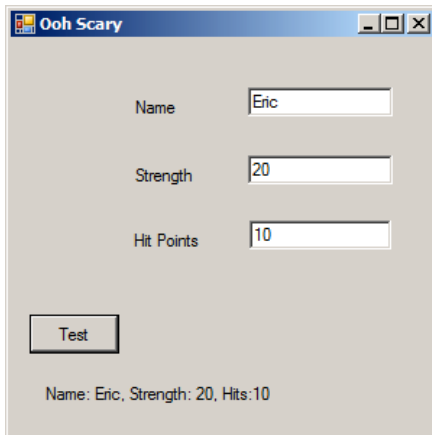 Ooh Scary
Name Eric
Strength 20
Hit Points 10
Test
Name: Eric, Strength: 20, Hits:10